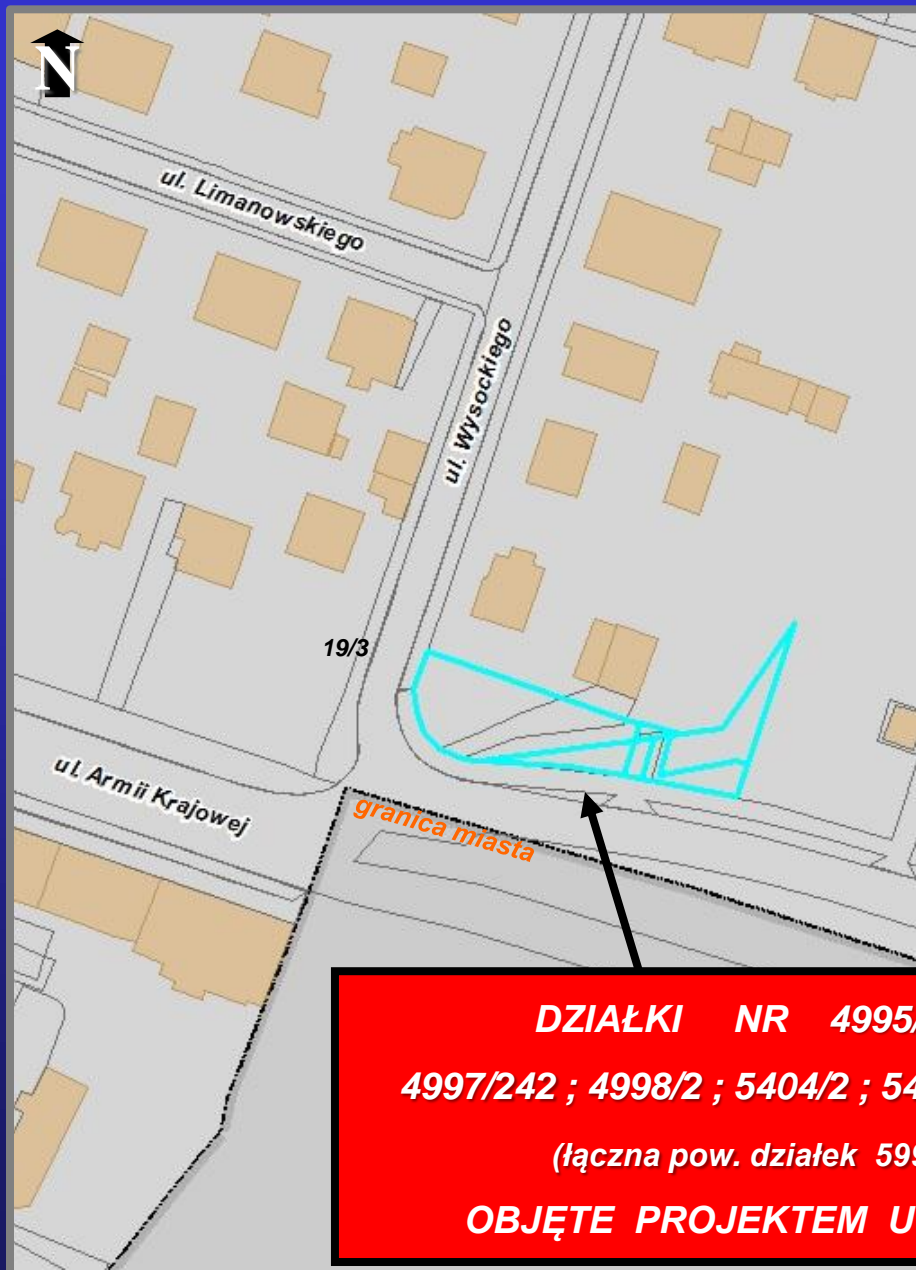 N
ul. Limanowskiego
ul. Wysockiego
19/3
ul. Armii Krajowej
granica miasta
DZIAŁKI NR 4995/
4997/242 ; 4998/2 ; 5404/2 ; 54
(łączna pow. działek 599
OBJĘTE PROJEKTEM U